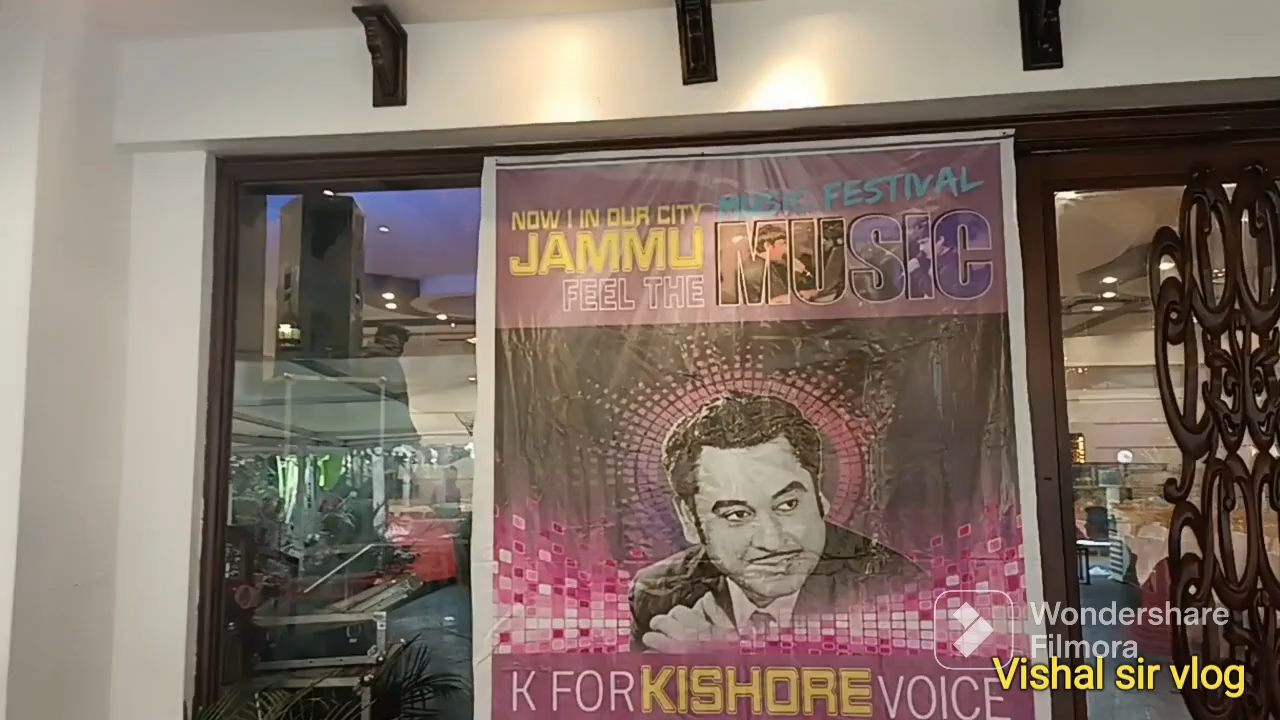 NOW I IN OUR CITY
JAMMU
FEEL THE
MUSIC FESTIVAL
MUSIC
K FOR KISHORE VOICE
Wondershare
Filmora
Vishal sir vlog